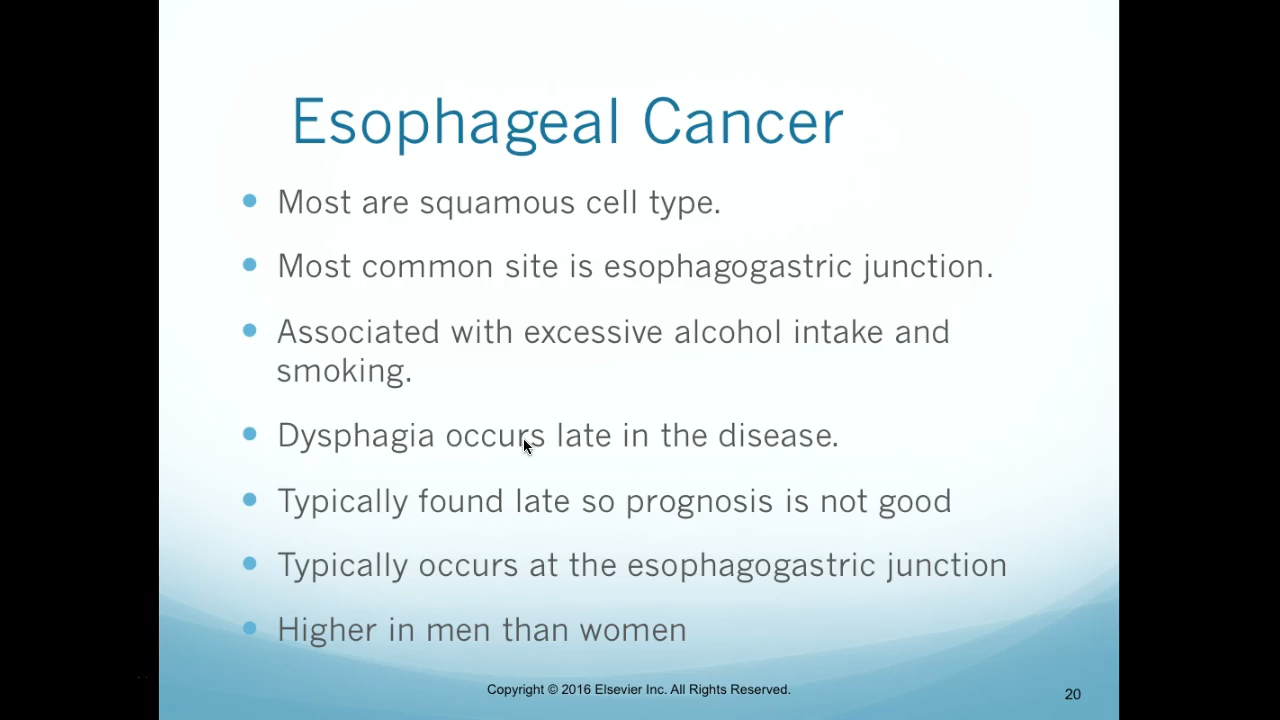 Esophageal Cancer
• Most are squamous cell type.
• Most common site is esophagogastric junction.
• Associated with excessive alcohol intake and
smoking.
• Dysphagia occurs late in the disease.
• Typically found late so prognosis is not good
• Typically occurs at the esophagogastric junction
• Higher in men than women
Copyright © 2016 Elsevier Inc. All Rights Reserved.
20